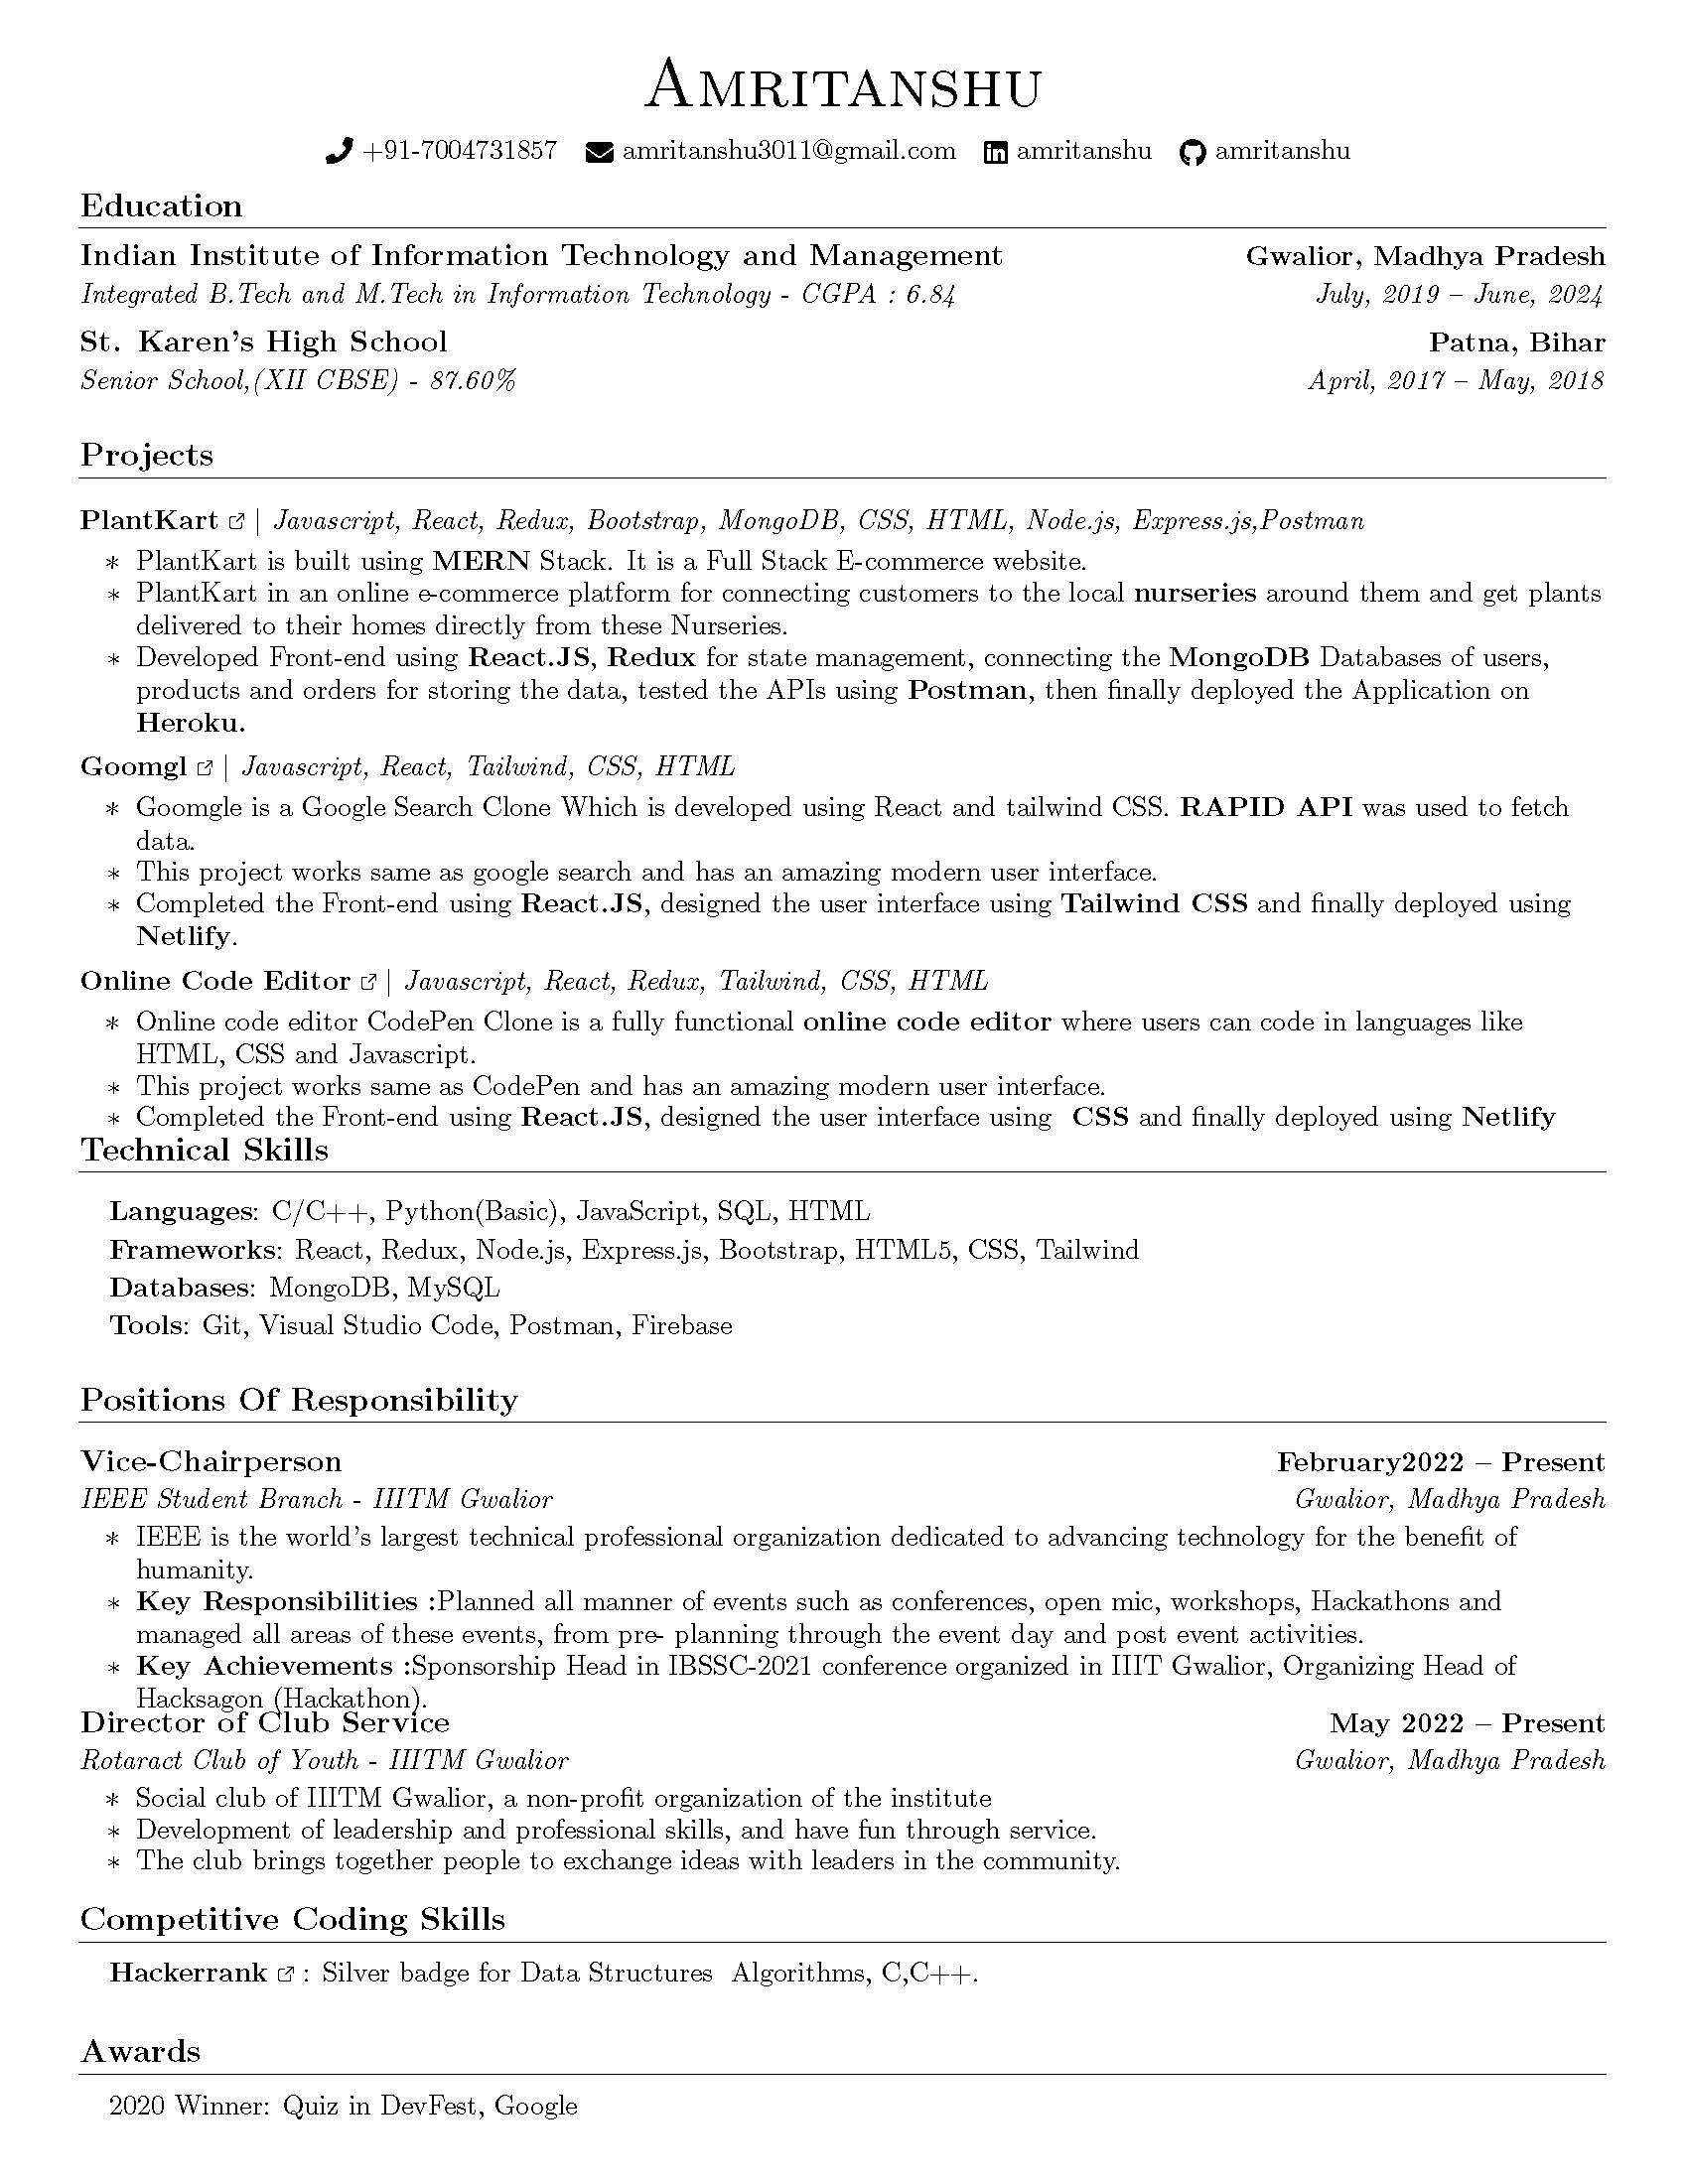 Amritanshu
+91-7004731857 amritanshu3011@gmail.com amritanshu amritanshu
Education
Indian Institute of Information Technology and Management Gwalior, Madhya Pradesh
Integrated B.Tech and M.Tech in Information Technology - CGPA : 6.84 July, 2019 – June, 2024
St. Karen's High School Patna, Bihar
Senior School,(XII CBSE) - 87.60% April, 2017 – May, 2018
Projects
PlantKart | Javascript, React, Redux, Bootstrap, MongoDB, CSS, HTML, Node.js, Express.js,Postman
* PlantKart is built using MERN Stack. It is a Full Stack E-commerce website.
* PlantKart in an online e-commerce platform for connecting customers to the local nurseries around them and get plants
delivered to their homes directly from these Nurseries.
* Developed Front-end using React.JS, Redux for state management, connecting the MongoDB Databases of users,
products and orders for storing the data, tested the APIs using Postman, then finally deployed the Application on
Heroku.
Goomgl | Javascript, React, Tailwind, CSS, HTML
* Goomgle is a Google Search Clone Which is developed using React and tailwind CSS. RAPID API was used to fetch
data.
* This project works same as google search and has an amazing modern user interface.
* Completed the Front-end using React.JS, designed the user interface using Tailwind CSS and finally deployed using
Netlify.
Online Code Editor | Javascript, React, Redux, Tailwind, CSS, HTML
* Online code editor CodePen Clone is a fully functional online code editor where users can code in languages like
HTML, CSS and Javascript.
* This project works same as CodePen and has an amazing modern user interface.
* Completed the Front-end using React.JS, designed the user interface using CSS and finally deployed using Netlify
Technical Skills
Languages: C/C++, Python(Basic), JavaScript, SQL, HTML
Frameworks: React, Redux, Node.js, Express.js, Bootstrap, HTML5, CSS, Tailwind
Databases: MongoDB, MySQL
Tools: Git, Visual Studio Code, Postman, Firebase
Positions Of Responsibility
Vice-Chairperson February2022 – Present
IEEE Student Branch - IIITM Gwalior Gwalior, Madhya Pradesh
* IEEE is the world's largest technical professional organization dedicated to advancing technology for the benefit of
humanity.
* Key Responsibilities :Planned all manner of events such as conferences, open mic, workshops, Hackathons and
managed all areas of these events, from pre- planning through the event day and post event activities.
* Key Achievements :Sponsorship Head in IBSSC-2021 conference organized in IIIT Gwalior, Organizing Head of
Hacksagon (Hackathon).
Director of Club Service May 2022 – Present
Rotaract Club of Youth - IIITM Gwalior Gwalior, Madhya Pradesh
* Social club of IIITM Gwalior, a non-profit organization of the institute
* Development of leadership and professional skills, and have fun through service.
* The club brings together people to exchange ideas with leaders in the community.
Competitive Coding Skills
Hackerrank : Silver badge for Data Structures Algorithms, C,C++.
Awards
2020 Winner: Quiz in DevFest, Google